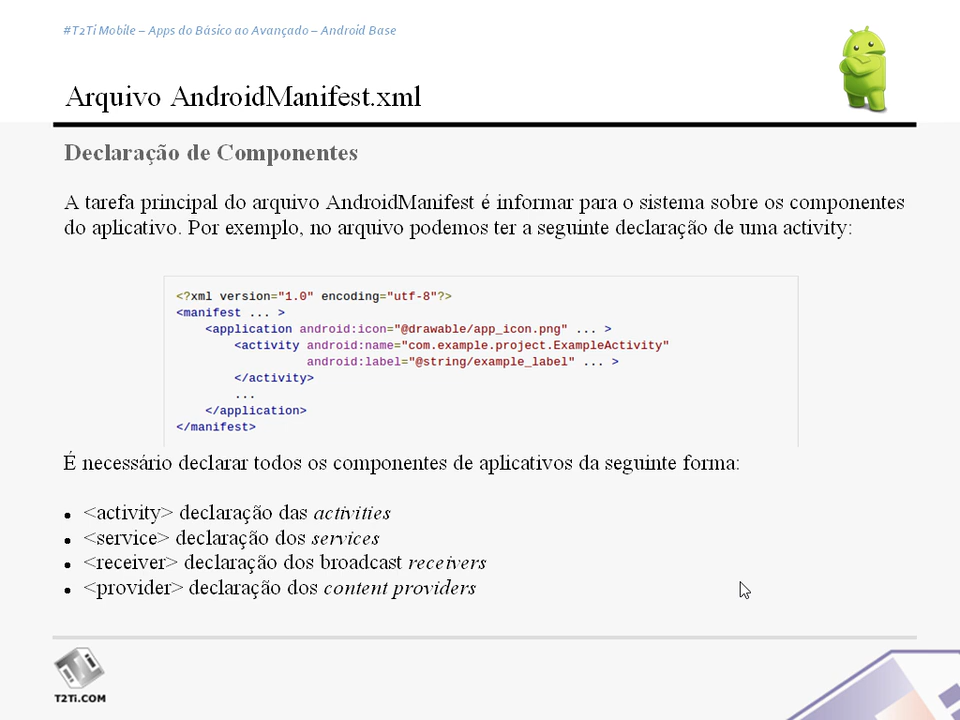 #T2Ti Mobile – Apps do Básico ao Avançado – Android Base
Arquivo AndroidManifest.xml
Declaração de Componentes
A tarefa principal do arquivo AndroidManifest é informar para o sistema sobre os componentes
do aplicativo. Por exemplo, no arquivo podemos ter a seguinte declaração de uma activity:
<?xml version="1.0" encoding="utf-8"?>
<manifest ... >
    <application android:icon="@drawable/app_icon.png" ... >
        <activity android:name="com.example.project.ExampleActivity"
                  android:label="@string/example_label" ... >
        </activity>
        ...
    </application>
</manifest>
É necessário declarar todos os componentes de aplicativos da seguinte forma:
• <activity> declaração das activities
• <service> declaração dos services
• <receiver> declaração dos broadcast receivers
• <provider> declaração dos content providers
T2Ti
T2Ti.COM